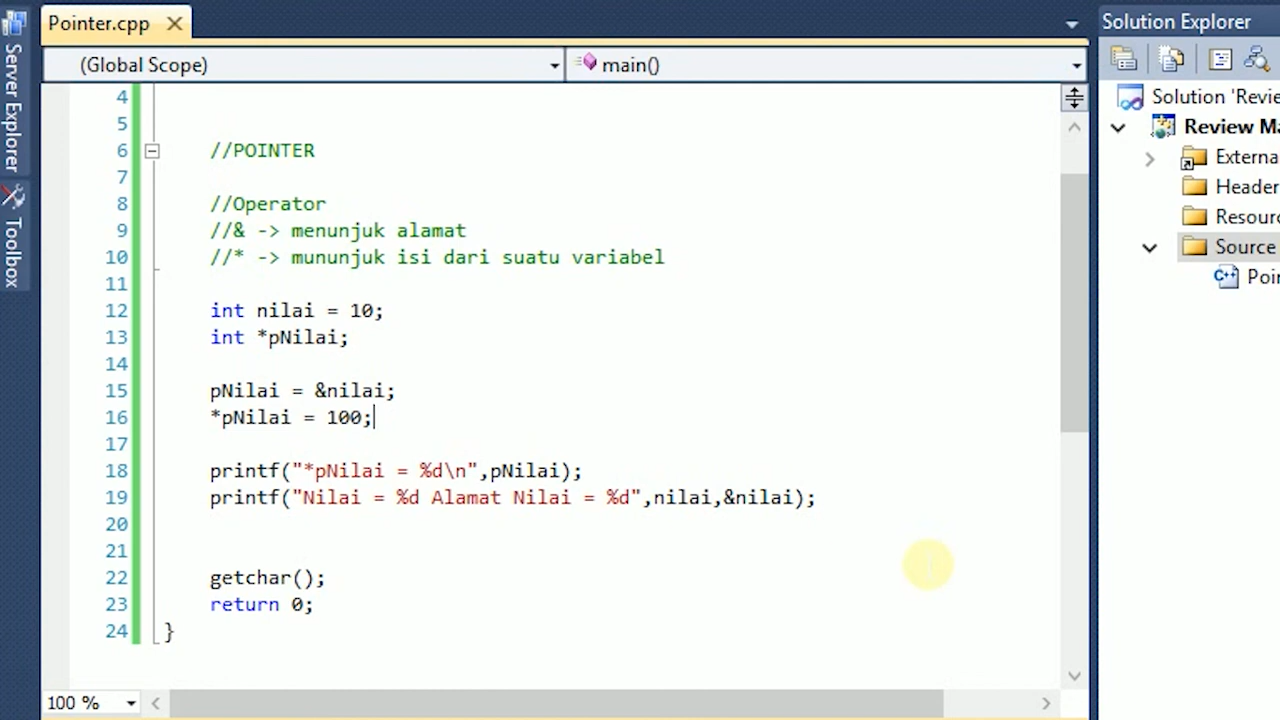 Pointer.cpp
Solution Explorer
Server Explorer
Toolbox
(Global Scope)
main()
Solution 'Revie
Review Ma
Externa
Header
Resourc
Source
Poin
4
5
6 //POINTER
7
8 //Operator
9 //& -> menunjuk alamat
10 //* -> mununjuk isi dari suatu variabel
11
12 int nilai = 10;
13 int *pNilai;
14
15 pNilai = &nilai;
16 *pNilai = 100;
17
18 printf("*pNilai = %d\n",pNilai);
19 printf("Nilai = %d Alamat Nilai = %d",nilai,&nilai);
20
21
22 getchar();
23 return 0;
24 }
100 %